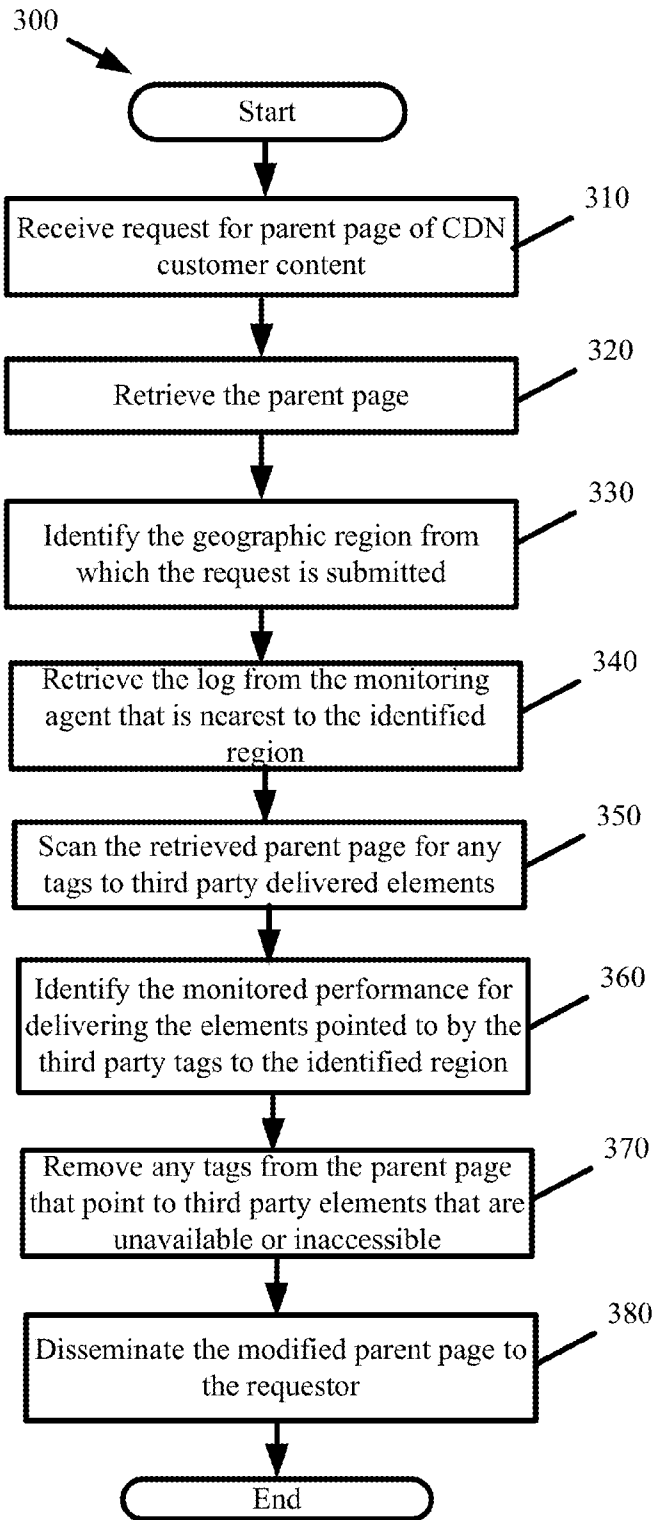 300
Start
310
Receive request for parent page of CDN
customer content
320
Retrieve the parent page
330
Identify the geographic region from
which the request is submitted
340
Retrieve the log from the monitoring
agent that is nearest to the identified
region
350
Scan the retrieved parent page for any
tags to third party delivered elements
360
Identify the monitored performance for
delivering the elements pointed to by the
third party tags to the identified region
370
Remove any tags from the parent page
that point to third party elements that are
unavailable or inaccessible
380
Disseminate the modified parent page to
the requestor
End